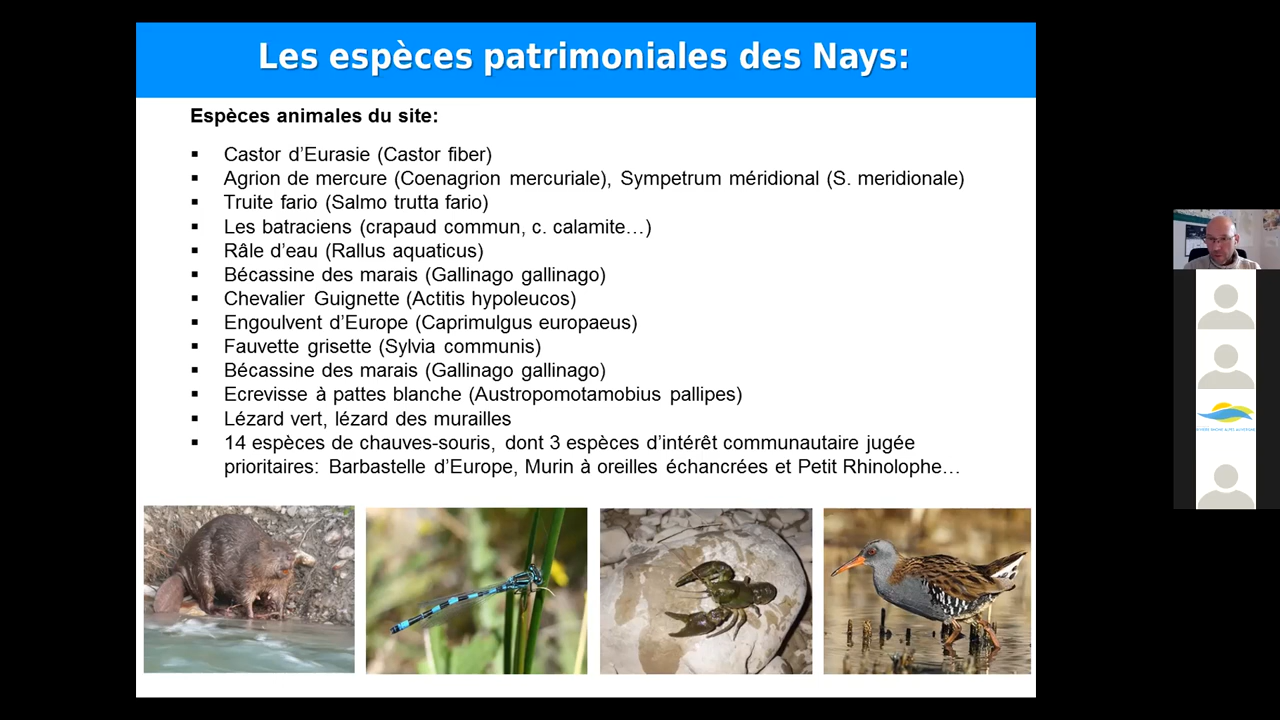 Les espèces patrimoniales des Nays:
Espèces animales du site:
▪ Castor d’Eurasie (Castor fiber)
▪ Agrion de mercure (Coenagrion mercuriale), Sympetrum méridional (S. meridionale)
▪ Truite fario (Salmo trutta fario)
▪ Les batraciens (crapaud commun, c. calamite…)
▪ Râle d’eau (Rallus aquaticus)
▪ Bécassine des marais (Gallinago gallinago)
▪ Chevalier Guignette (Actitis hypoleucos)
▪ Engoulvent d’Europe (Caprimulgus europaeus)
▪ Fauvette grisette (Sylvia communis)
▪ Bécassine des marais (Gallinago gallinago)
▪ Ecrevisse à pattes blanche (Austropomotamobius pallipes)
▪ Lézard vert, lézard des murailles
▪ 14 espèces de chauves-souris, dont 3 espèces d’intérêt communautaire jugée
prioritaires: Barbastelle d’Europe, Murin à oreilles échancrées et Petit Rhinolophe…